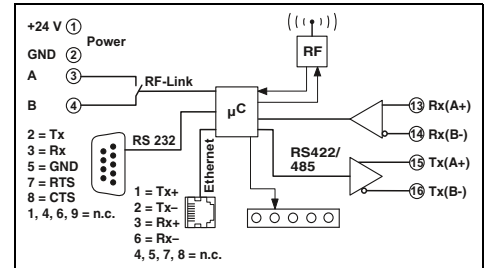 +24 V 1
Power
GND 2
A 3
RF-Link
B 4
RF
µC
13 Rx(A+)
14 Rx(B-)
15 Tx(A+)
16 Tx(B-)
RS422/
485
RS 232
2 = Tx
3 = Rx
5 = GND
7 = RTS
8 = CTS
1, 4, 6, 9 = n.c.
Ethernet
1 = Tx+
2 = Tx–
3 = Rx+
6 = Rx–
4, 5, 7, 8 = n.c.